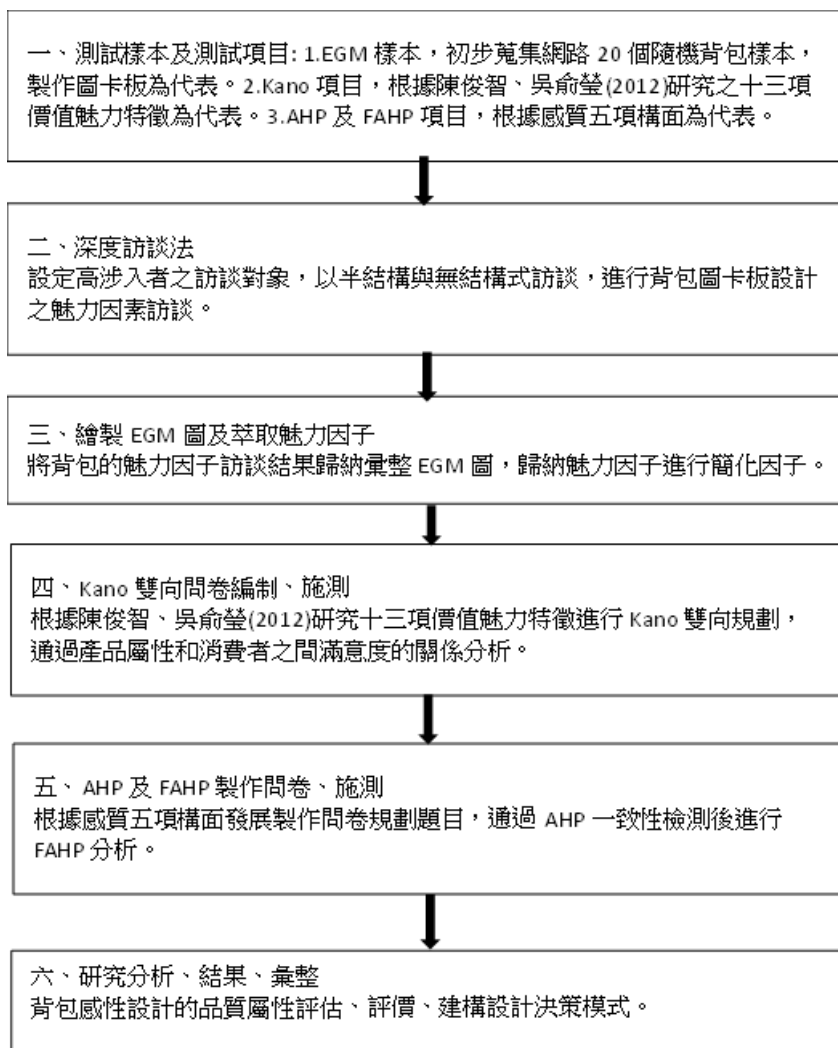 一、測試樣本及測試項目: 1.EGM 樣本，初步蒐集網路 20 個隨機背包樣本，
製作圖卡板為代表。2.Kano 項目，根據陳俊智、吳俞瑩(2012)研究之十三項
價值魅力特徵為代表。3.AHP 及 FAHP 項目，根據感質五項構面為代表。
二、深度訪談法
設定高涉入者之訪談對象，以半結構與無結構式訪談，進行背包圖卡板設計
之魅力因素訪談。
三、繪製 EGM 圖及萃取魅力因子
將背包的魅力因子訪談結果歸納彙整 EGM 圖，歸納魅力因子進行簡化因子。
四、Kano 雙向問卷編制、施測
根據陳俊智、吳俞瑩(2012)研究十三項價值魅力特徵進行 Kano 雙向規劃，
通過產品屬性和消費者之間滿意度的關係分析。
五、AHP 及 FAHP 製作問卷、施測
根據感質五項構面發展製作問卷規劃題目，通過 AHP 一致性檢測後進行
FAHP 分析。
六、研究分析、結果、彙整
背包感性設計的品質屬性評估、評價、建構設計決策模式。